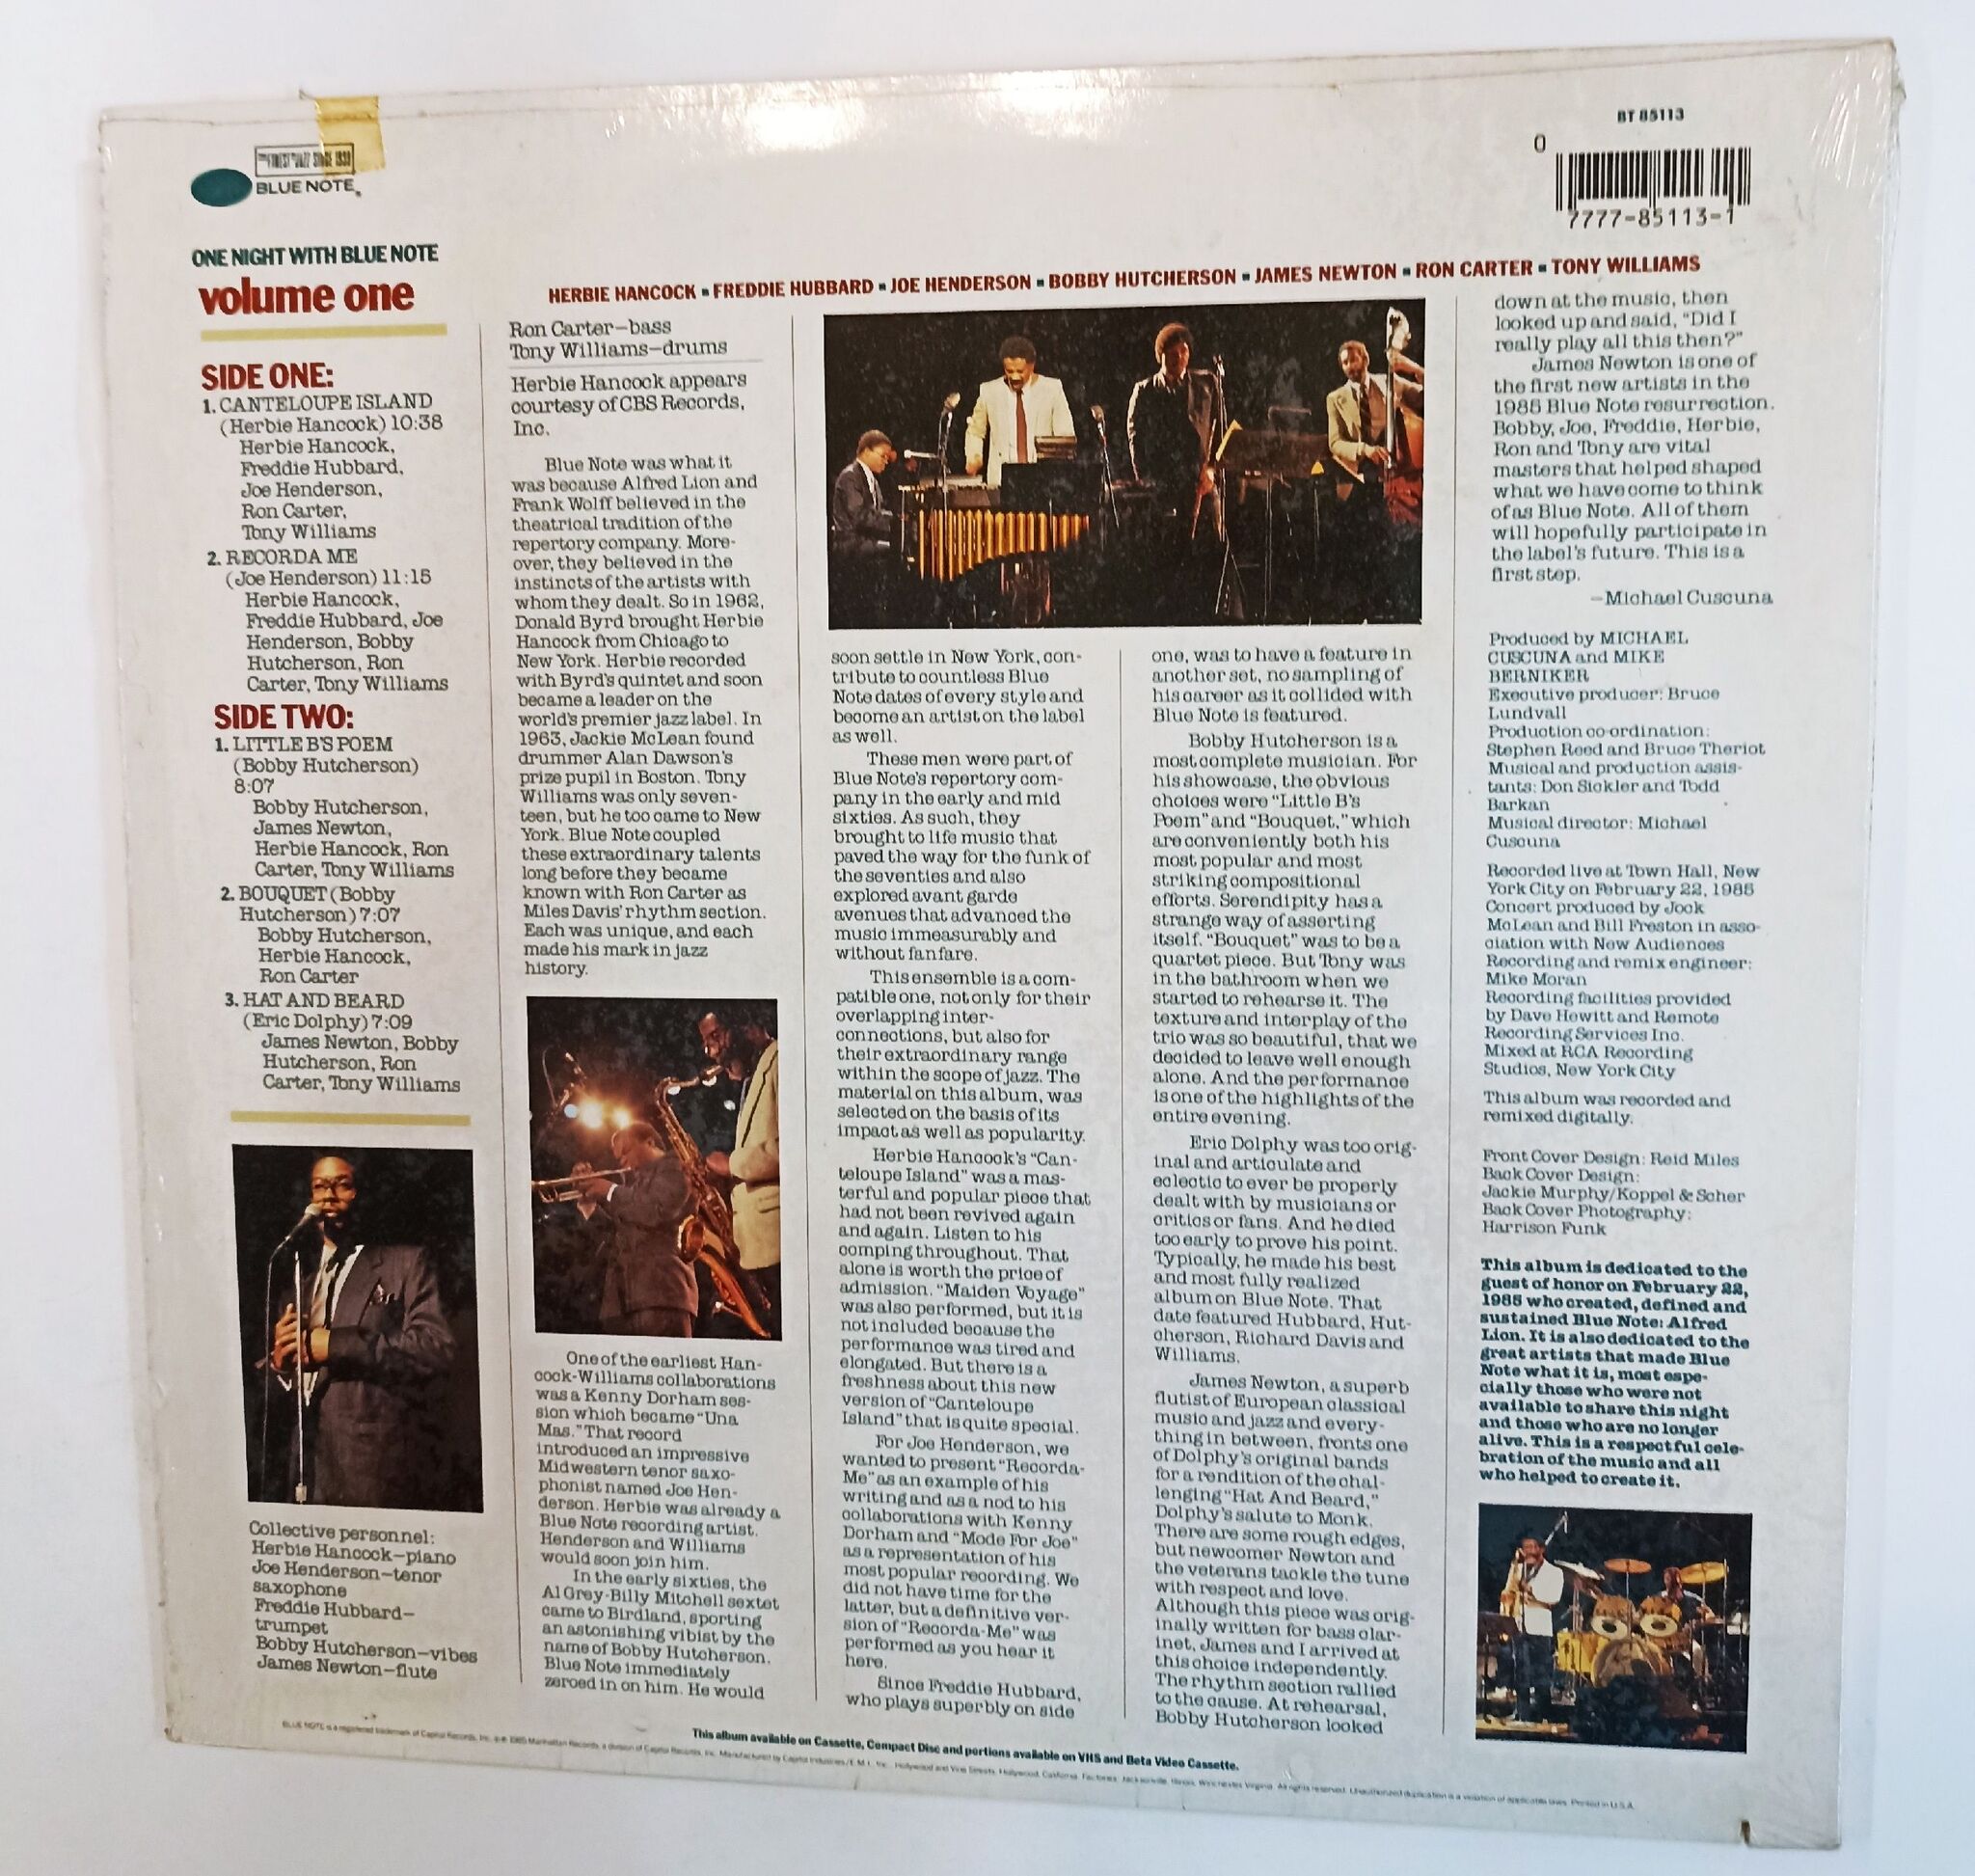 BT 85113
0
7777-85113-1
THE FINEST IN JAZZ SINCE 1939
BLUE NOTE
ONE NIGHT WITH BLUE NOTE
volume one
HERBIE HANCOCK ▪ FREDDIE HUBBARD ▪ JOE HENDERSON ▪ BOBBY HUTCHERSON ▪ JAMES NEWTON ▪ RON CARTER ▪ TONY WILLIAMS
SIDE ONE:
1. CANTELOUPE ISLAND
(Herbie Hancock) 10:38
Herbie Hancock,
Freddie Hubbard,
Joe Henderson,
Ron Carter,
Tony Williams
2. RECORDA ME
(Joe Henderson) 11:15
Herbie Hancock,
Freddie Hubbard, Joe
Henderson, Bobby
Hutcherson, Ron
Carter, Tony Williams
SIDE TWO:
1. LITTLE B'S POEM
(Bobby Hutcherson)
8:07
Bobby Hutcherson,
James Newton,
Herbie Hancock, Ron
Carter, Tony Williams
2. BOUQUET (Bobby
Hutcherson) 7:07
Bobby Hutcherson,
Herbie Hancock,
Ron Carter
3. HAT AND BEARD
(Eric Dolphy) 7:09
James Newton, Bobby
Hutcherson, Ron
Carter, Tony Williams
Collective personnel:
Herbie Hancock—piano
Joe Henderson—tenor
saxophone
Freddie Hubbard—
trumpet
Bobby Hutcherson—vibes
James Newton—flute
Ron Carter—bass
Tony Williams—drums
Herbie Hancock appears
courtesy of CBS Records,
Inc.
Blue Note was what it
was because Alfred Lion and
Frank Wolff believed in the
theatrical tradition of the
repertory company. More-
over, they believed in the
instincts of the artists with
whom they dealt. So in 1962,
Donald Byrd brought Herbie
Hancock from Chicago to
New York. Herbie recorded
with Byrd's quintet and soon
became a leader on the
world's premier jazz label. In
1963, Jackie McLean found
drummer Alan Dawson's
prize pupil in Boston. Tony
Williams was only seven-
teen, but he too came to New
York. Blue Note coupled
these extraordinary talents
long before they became
known with Ron Carter as
Miles Davis' rhythm section.
Each was unique, and each
made his mark in jazz
history.
One of the earliest Han-
cock-Williams collaborations
was a Kenny Dorham ses-
sion which became "Una
Mas." That record
introduced an impressive
Midwestern tenor saxo-
phonist named Joe Hen-
derson. Herbie was already a
Blue Note recording artist.
Henderson and Williams
would soon join him.
In the early sixties, the
Al Grey-Billy Mitchell sextet
came to Birdland, sporting
an astonishing vibist by the
name of Bobby Hutcherson.
Blue Note immediately
zeroed in on him. He would
soon settle in New York, con-
tribute to countless Blue
Note dates of every style and
become an artist on the label
as well.
These men were part of
Blue Note's repertory com-
pany in the early and mid
sixties. As such, they
brought to life music that
paved the way for the funk of
the seventies and also
explored avant garde
avenues that advanced the
music immeasurably and
without fanfare.
This ensemble is a com-
patible one, not only for their
overlapping inter-
connections, but also for
their extraordinary range
within the scope of jazz. The
material on this album, was
selected on the basis of its
impact as well as popularity.
Herbie Hancock's "Can-
teloupe Island" was a mas-
terful and popular piece that
had not been revived again
and again. Listen to his
comping throughout. That
alone is worth the price of
admission. "Maiden Voyage"
was also performed, but it is
not included because the
performance was tired and
elongated. But there is a
freshness about this new
version of "Canteloupe
Island" that is quite special.
For Joe Henderson, we
wanted to present "Recorda-
Me" as an example of his
writing and as a nod to his
collaborations with Kenny
Dorham and "Mode For Joe"
as a representation of his
most popular recording. We
did not have time for the
latter, but a definitive ver-
sion of "Recorda-Me" was
performed as you hear it
here.
Since Freddie Hubbard,
who plays superbly on side
one, was to have a feature in
another set, no sampling of
his career as it collided with
Blue Note is featured.
Bobby Hutcherson is a
most complete musician. For
his showcase, the obvious
choices were "Little B's
Poem" and "Bouquet," which
are conveniently both his
most popular and most
striking compositional
efforts. Serendipity has a
strange way of asserting
itself. "Bouquet" was to be a
quartet piece. But Tony was
in the bathroom when we
started to rehearse it. The
texture and interplay of the
trio was so beautiful, that we
decided to leave well enough
alone. And the performance
is one of the highlights of the
entire evening.
Eric Dolphy was too orig-
inal and articulate and
eclectic to ever be properly
dealt with by musicians or
critics or fans. And he died
too early to prove his point.
Typically, he made his best
and most fully realized
album on Blue Note. That
date featured Hubbard, Hut-
cherson, Richard Davis and
Williams.
James Newton, a superb
flutist of European classical
music and jazz and every-
thing in between, fronts one
of Dolphy's original bands
for a rendition of the chal-
lenging "Hat And Beard,"
Dolphy's salute to Monk.
There are some rough edges,
but newcomer Newton and
the veterans tackle the tune
with respect and love.
Although this piece was orig-
inally written for bass clar-
inet, James and I arrived at
this choice independently.
The rhythm section rallied
to the cause. At rehearsal,
Bobby Hutcherson looked
down at the music, then
looked up and said, "Did I
really play all this then?"
James Newton is one of
the first new artists in the
1985 Blue Note resurrection.
Bobby, Joe, Freddie, Herbie,
Ron and Tony are vital
masters that helped shaped
what we have come to think
of as Blue Note. All of them
will hopefully participate in
the label's future. This is a
first step.
—Michael Cuscuna
Produced by MICHAEL
CUSCUNA and MIKE
BERNIKER
Executive producer: Bruce
Lundvall
Production co-ordination:
Stephen Reed and Bruce Theriot
Musical and production assis-
tants: Don Sickler and Todd
Barkan
Musical director: Michael
Cuscuna
Recorded live at Town Hall, New
York City on February 22, 1985
Concert produced by Jock
McLean and Bill Freston in asso-
ciation with New Audiences
Recording and remix engineer:
Mike Moran
Recording facilities provided
by Dave Hewitt and Remote
Recording Services Inc.
Mixed at RCA Recording
Studios, New York City
This album was recorded and
remixed digitally.
Front Cover Design: Reid Miles
Back Cover Design:
Jackie Murphy/Koppel & Scher
Back Cover Photography:
Harrison Funk
This album is dedicated to the
guest of honor on February 22,
1985 who created, defined and
sustained Blue Note: Alfred
Lion. It is also dedicated to the
great artists that made Blue
Note what it is, most espe-
cially those who were not
available to share this night
and those who are no longer
alive. This is a respectful cele-
bration of the music and all
who helped to create it.
This album available on Cassette, Compact Disc and portions available on VHS and Beta Video Cassette.
BLUE NOTE is a registered trademark of Capitol Records, Inc. 1985 Manhattan Records, a division of Capitol Records, Inc. Manufactured by Capitol Industries/E.M.I., Inc., Hollywood and Vine Streets, Hollywood, California. Factories: Jacksonville, Illinois, Winchester, Virginia. All rights reserved. Unauthorized duplication is a violation of applicable laws. Printed in U.S.A.